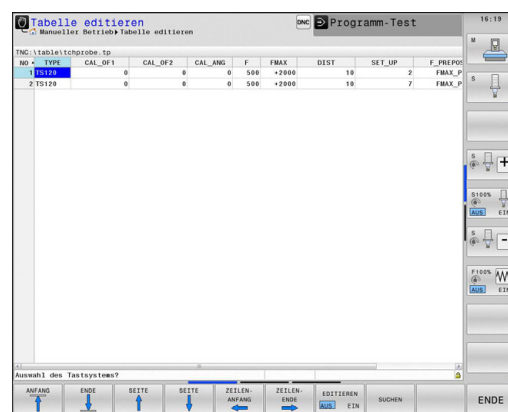 Tabelle editieren
DNC
Programm-Test
16:19
Manueller Betrieb Tabelle editieren
TNC:\table\tchprobe.tp
NO TYPE CAL_OF1 CAL_OF2 CAL_ANG F FMAX DIST SET_UP F_PREPOS
1 TS120 0 0 0 500 +2000 10 2 FMAX_P
2 TS120 0 0 0 500 +2000 10 7 FMAX_P
M
S
S
+
S100%
AUS EIN
S
-
F100%
AUS EIN
Auswahl des Tastsystems?
ANFANG ENDE SEITE SEITE ZEILEN-ANFANG ZEILEN-ENDE EDITIEREN AUS EIN SUCHEN ENDE